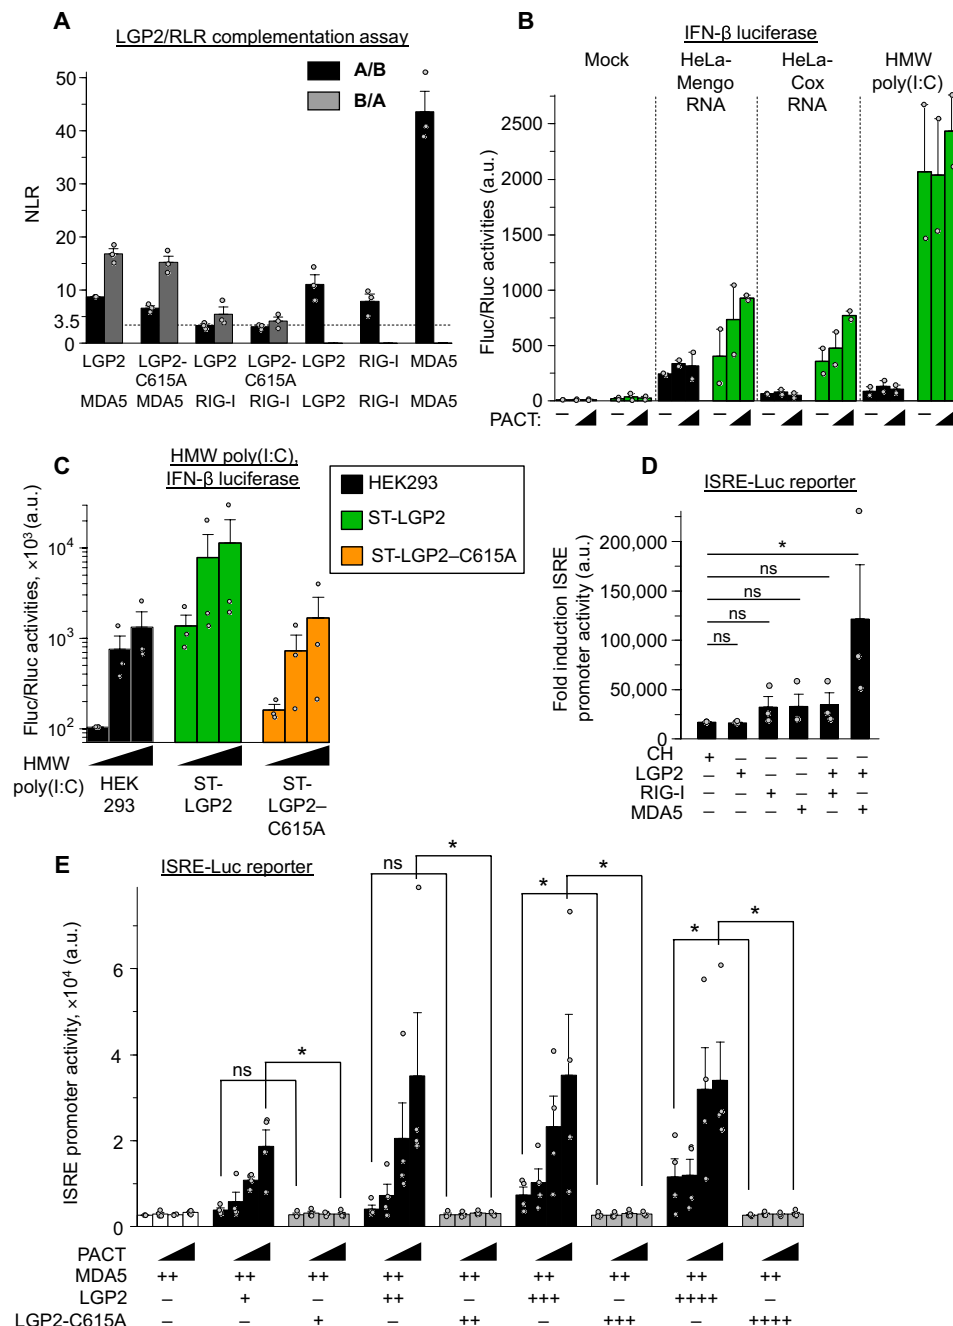 A
LGP2/RLR complementation assay
A/B
B/A
NLR
50
40
30
20
10
3.5
0
LGP2 LGP2-C615A LGP2 LGP2-C615A LGP2 RIG-I MDA5
MDA5 MDA5 RIG-I RIG-I LGP2 RIG-I MDA5
B
IFN-β luciferase
Mock
HeLa-Mengo RNA
HeLa-Cox RNA
HMW poly(I:C)
Fluc/Rluc activities (a.u.)
2500
2000
1500
1000
500
0
PACT: – – – – – – – –
C
HMW poly(I:C),
IFN-β luciferase
HEK293
ST-LGP2
ST-LGP2–C615A
Fluc/Rluc activities, ×10³ (a.u.)
10⁴
10³
10²
HMW
poly(I:C)
HEK 293
ST-LGP2
ST-LGP2–C615A
D
ISRE-Luc reporter
Fold induction ISRE
promoter activity (a.u.)
200,000
150,000
100,000
50,000
0
*
ns
ns
ns
ns
CH + – – – – –
LGP2 – + – – + +
RIG-I – – + – + –
MDA5 – – – + – +
E
ISRE-Luc reporter
ISRE promoter activity, ×10⁴ (a.u.)
6
4
2
0
ns * ns * * * * *
PACT
MDA5 ++ ++ ++ ++ ++ ++ ++ ++ ++
LGP2 – + – ++ – +++ – ++++ –
LGP2-C615A – – + – ++ – +++ – ++++